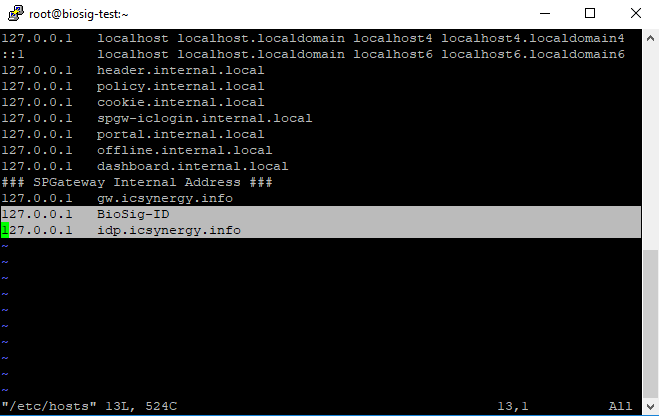 root@biosig-test:~
127.0.0.1   localhost localhost.localdomain localhost4 localhost4.localdomain4
::1         localhost localhost.localdomain localhost6 localhost6.localdomain6
127.0.0.1   header.internal.local
127.0.0.1   policy.internal.local
127.0.0.1   cookie.internal.local
127.0.0.1   spgw-iclogin.internal.local
127.0.0.1   portal.internal.local
127.0.0.1   offline.internal.local
127.0.0.1   dashboard.internal.local
### SPGateway Internal Address ###
127.0.0.1   gw.icsynergy.info
127.0.0.1   BioSig-ID
127.0.0.1   idp.icsynergy.info
~
~
~
~
~
~
~
~
~
~
"/etc/hosts" 13L, 524C                                        13,1          All